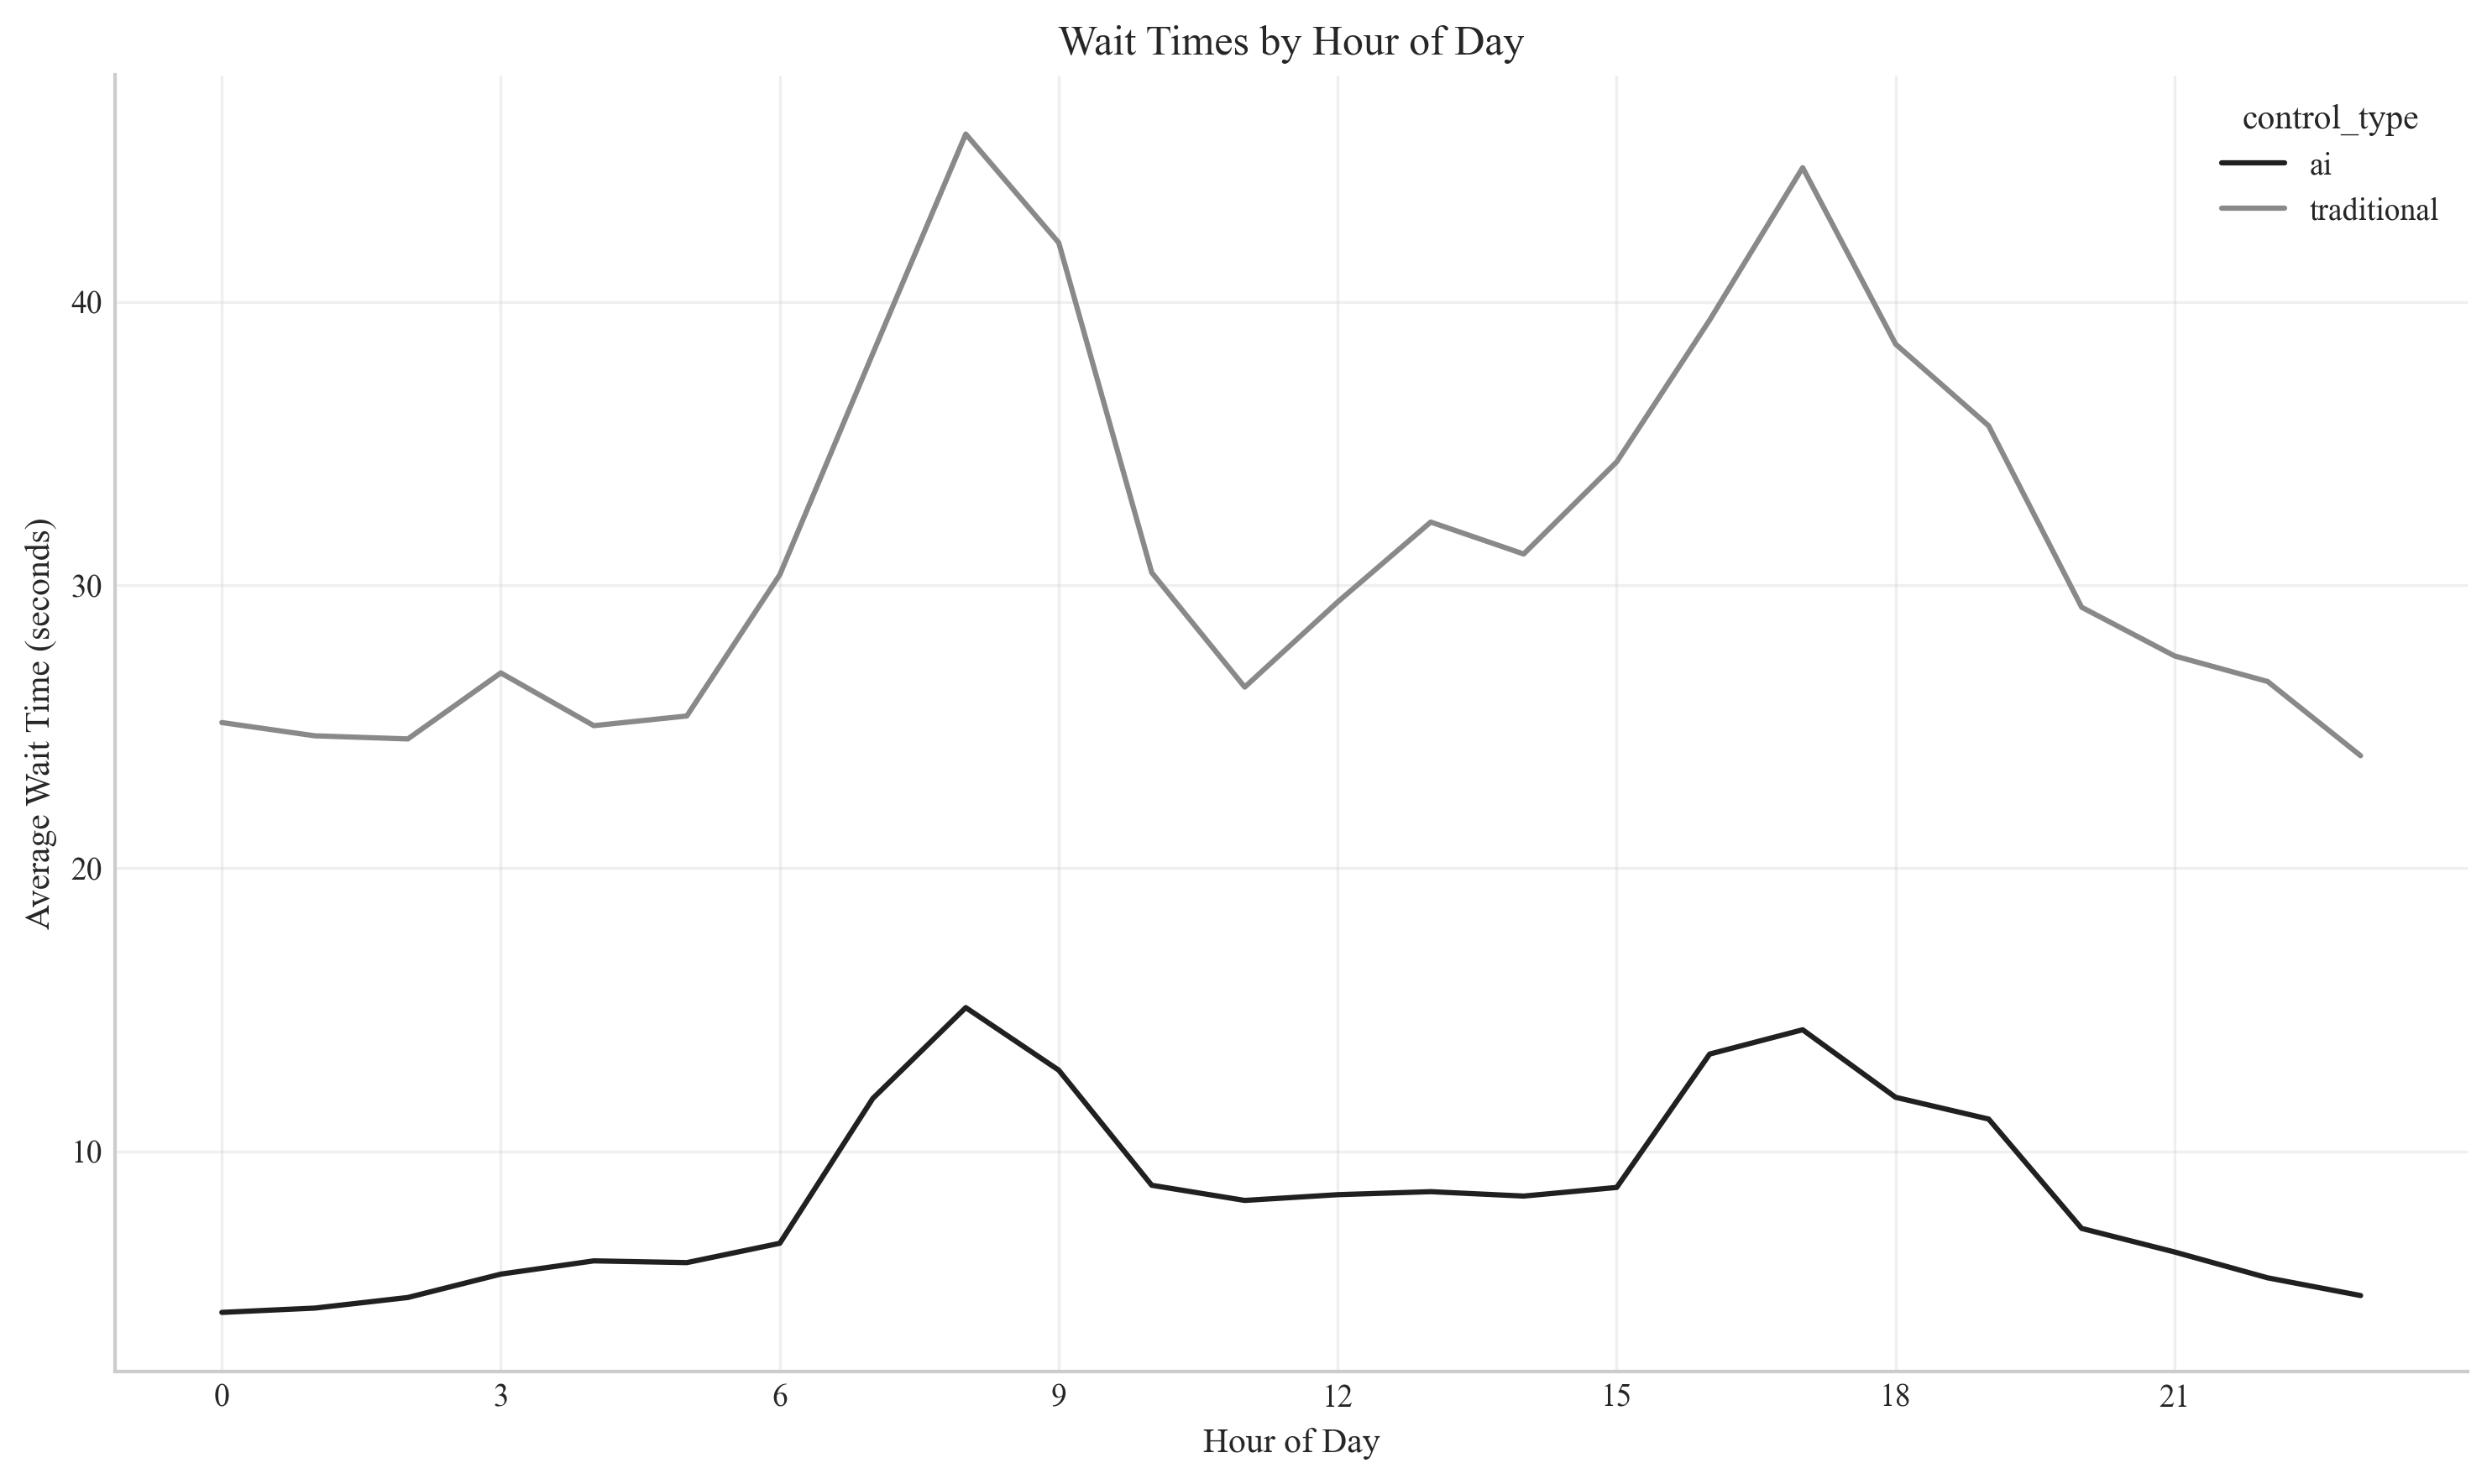 Wait Times by Hour of Day
control_type
ai
traditional
Average Wait Time (seconds)
40
30
20
10
0 3 6 9 12 15 18 21
Hour of Day